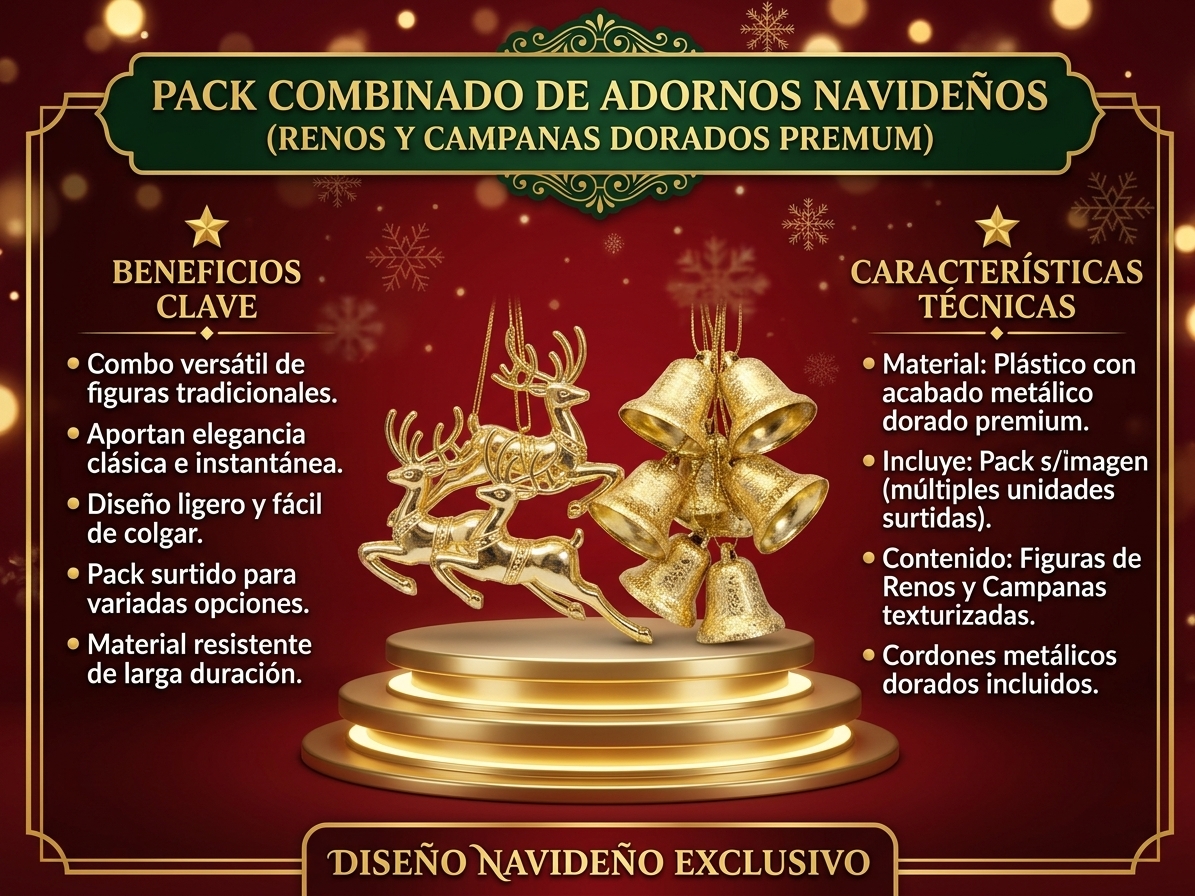 PACK COMBINADO DE ADORNOS NAVIDEÑOS
(RENOS Y CAMPANAS DORADOS PREMUM)
BENEFICIOS
CLAVE
• Combo versátil de
figuras tradicionales.
• Aportan elegancia
clásica e instantánea.
• Diseño ligero y fácil
de colgar.
• Pack surtido para
variadas opciones.
• Material resistente
de larga duración.
CARACTERÍSTICAS
TÉCNICAS
• Material: Plástico con
acabado metálico
dorado premium.
• Incluye: Pack s/imagen
(múltiples unidades
surtidas).
• Contenido: Figuras de
Renos y Campanas
texturizadas.
• Cordones metálicos
dorados incluidos.
DISEÑO NAVIDEÑO EXCLUSIVO